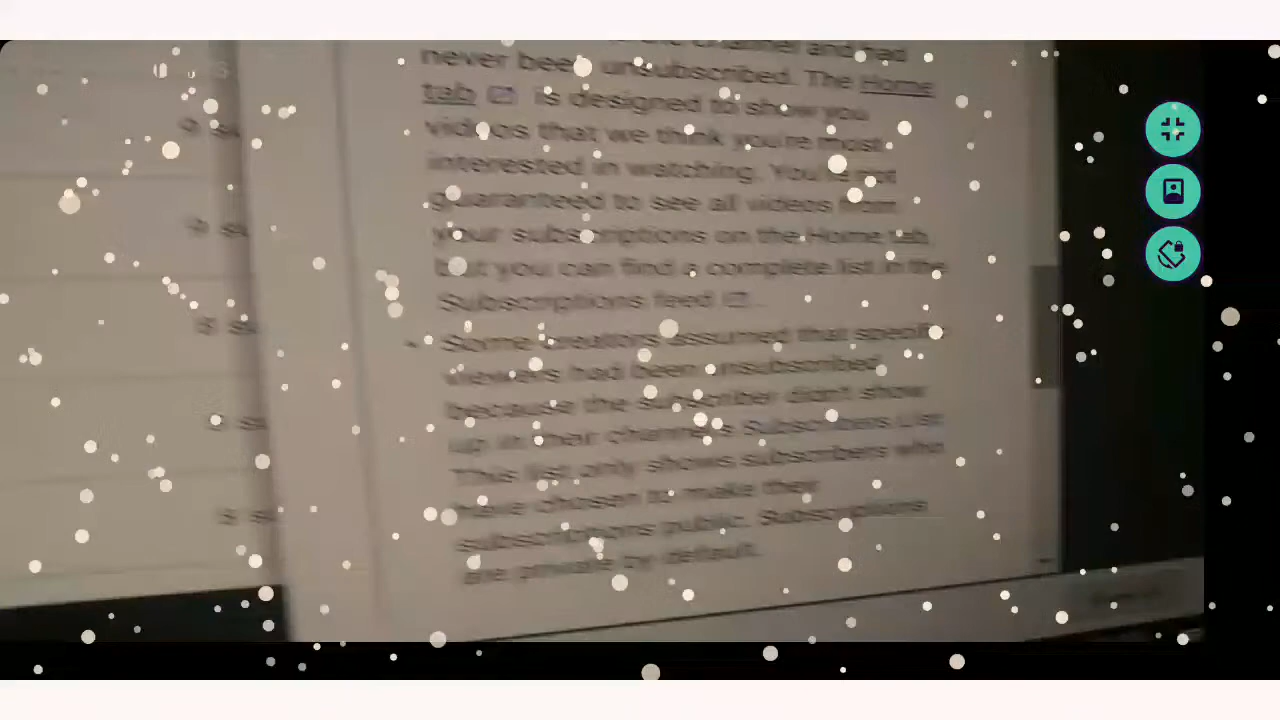 the channel and had
never been unsubscribed. The Home
tab is designed to show you
videos that we think you're most
interested in watching. You're not
guaranteed to see all videos from
your subscriptions on the Home tab,
but you can find a complete list in the
Subscriptions feed.
Some creators assumed that specific
viewers had been unsubscribed
because the subscriber didn't show
up in their channel's Subscribers List.
This list only shows subscribers who
have chosen to make their
subscriptions public. Subscriptions
are private by default.